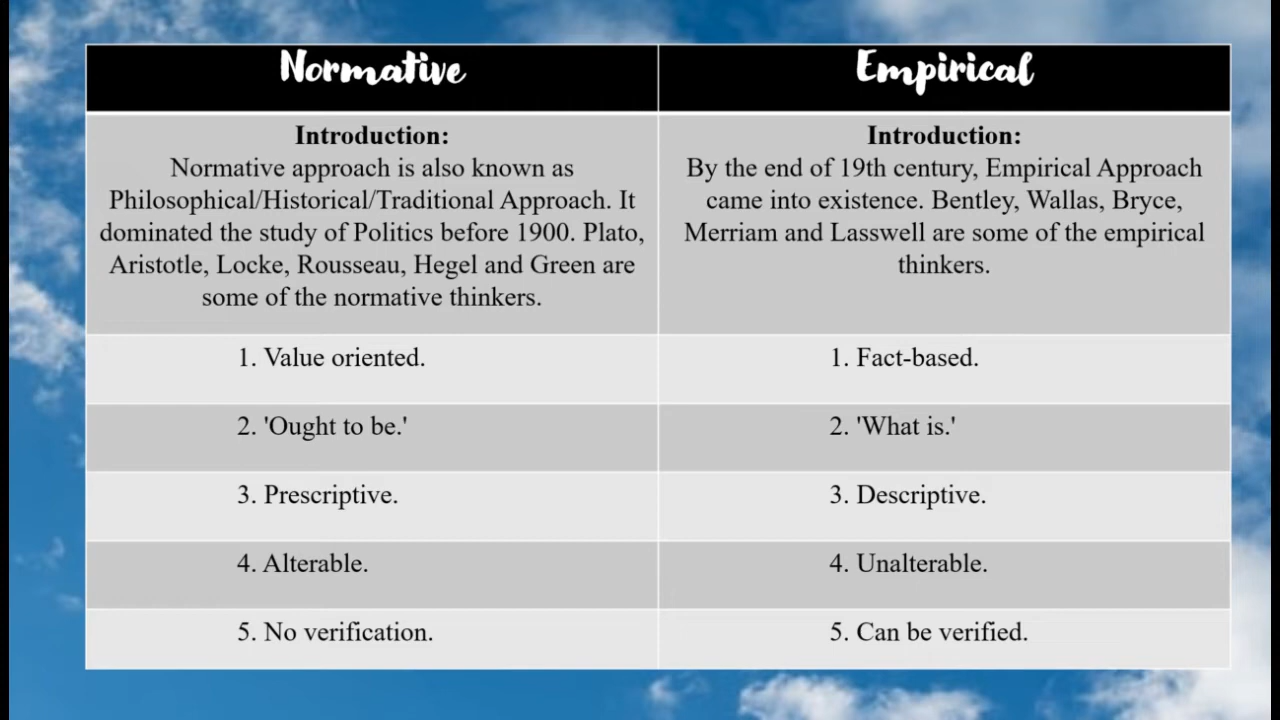 Normative
Empirical
Introduction:
Normative approach is also known as
Philosophical/Historical/Traditional Approach. It
dominated the study of Politics before 1900. Plato,
Aristotle, Locke, Rousseau, Hegel and Green are
some of the normative thinkers.
Introduction:
By the end of 19th century, Empirical Approach
came into existence. Bentley, Wallas, Bryce,
Merriam and Lasswell are some of the empirical
thinkers.
1. Value oriented.
1. Fact-based.
2. 'Ought to be.'
2. 'What is.'
3. Prescriptive.
3. Descriptive.
4. Alterable.
4. Unalterable.
5. No verification.
5. Can be verified.